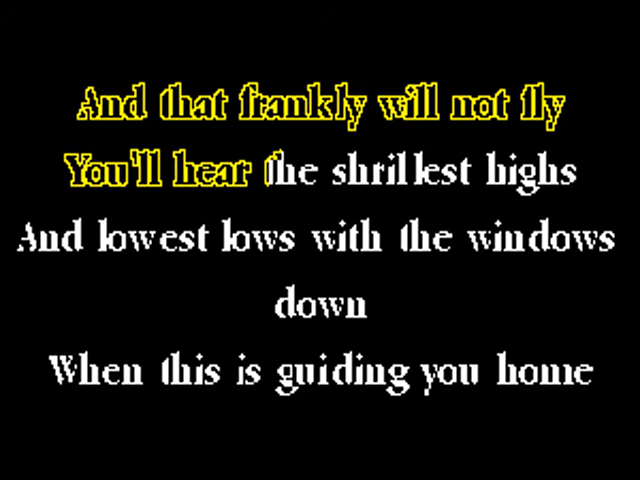 And that frankly will not fly
You'll hear the shrillest highs
And lowest lows with the windows
down
When this is guiding you home